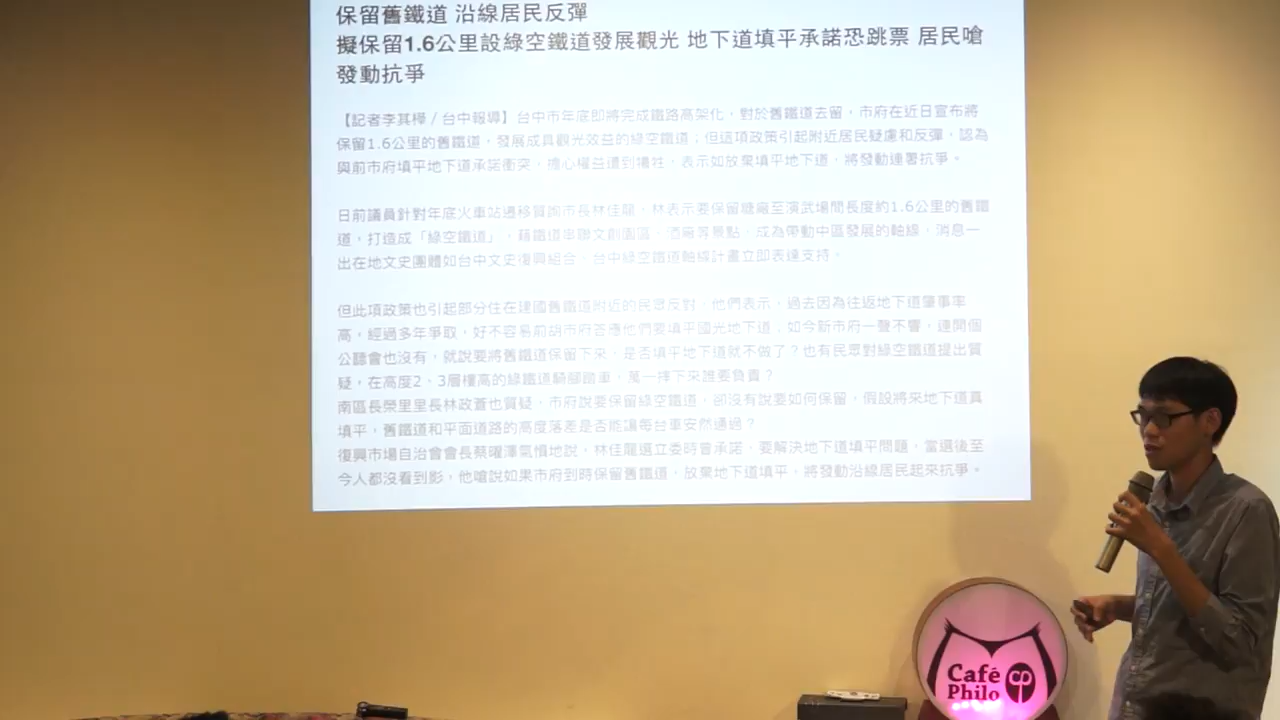 保留舊鐵道 沿線居民反彈
擬保留1.6公里設綠空鐵道發展觀光 地下道填平承諾恐跳票 居民嗆
發動抗爭
【記者李其樺/台中報導】台中市年底即將完成鐵路高架化，對於舊鐵道去留，市府在近日宣布將
保留1.6公里的舊鐵道，發展成具觀光效益的綠空鐵道；但這項政策引起附近居民疑慮和反彈，認為
與前市府填平地下道承諾衝突，擔心權益遭到犧牲，表示如放棄填平地下道，將發動連署抗爭。
日前議員針對年底火車站遷移質詢市長林佳龍，林表示要保留糖廠至演武場間長度約1.6公里的舊鐵
道，打造成「綠空鐵道」，藉鐵道串聯文創園區、酒廠等景點，成為帶動中區發展的軸線，消息一
出在地文史團體如台中文史復興組合、台中綠空鐵道軸線計畫立即表達支持。
但此項政策也引起部分住在建國舊鐵道附近的民眾反對，他們表示，過去因為往返地下道肇事率
高，經過多年爭取，好不容易前胡市府答應他們要填平國光地下道；如今新市府一聲不響，連開個
公聽會也沒有，就說要將舊鐵道保留下來，是否填平地下道就不做了？也有民眾對綠空鐵道提出質
疑，在高度2、3層樓高的綠鐵道騎腳踏車，萬一摔下來誰要負責？
南區長榮里里長林政蒼也質疑，市府說要保留綠空鐵道，卻沒有說要如何保留，假設將來地下道真
填平，舊鐵道和平面道路的高度落差是否能讓每台車安然通過？
復興市場自治會會長蔡曜澤氣憤地說，林佳龍選立委時曾承諾，要解決地下道填平問題，當選後至
今人都沒看到影，他嗆說如果市府到時保留舊鐵道，放棄地下道填平，將發動沿線居民起來抗爭。
Café
Philo